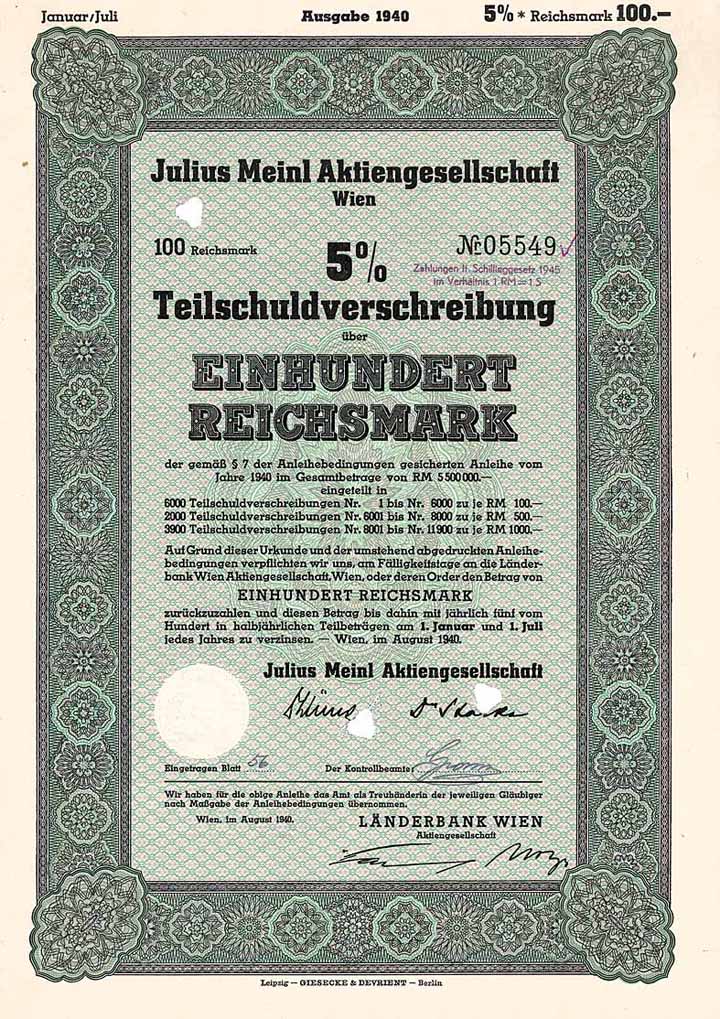 Januar/Juli Ausgabe 1940 5% * Reichsmark 100.—
Julius Meinl Aktiengesellschaft
Wien
100 Reichsmark 5% Nr. 05549
Zahlungen lt. Schillinggesetz 1945
im Verhältnis 1 RM = 1 S
Teilschuldverschreibung
über
EINHUNDERT
REICHSMARK
der gemäß § 7 der Anleihebedingungen gesicherten Anleihe vom
Jahre 1940 im Gesamtbetrage von RM 5 500 000.—
eingeteilt in
6000 Teilschuldverschreibungen Nr. 1 bis Nr. 6000 zu je RM 100.—
2000 Teilschuldverschreibungen Nr. 6001 bis Nr. 8000 zu je RM 500.—
3900 Teilschuldverschreibungen Nr. 8001 bis Nr. 11900 zu je RM 1000.—
Auf Grund dieser Urkunde und der umstehend abgedruckten Anleihe-
bedingungen verpflichten wir uns, am Fälligkeitstage an die Länder-
bank Wien Aktiengesellschaft, Wien, oder deren Order den Betrag von
EINHUNDERT REICHSMARK
zurückzuzahlen und diesen Betrag bis dahin mit jährlich fünf vom
Hundert in halbjährlichen Teilbeträgen am 1. Januar und 1. Juli
jedes Jahres zu verzinsen. — Wien, im August 1940.
Julius Meinl Aktiengesellschaft
Eingetragen Blatt 56 Der Kontrollbeamte:
Wir haben für die obige Anleihe das Amt als Treuhänderin der jeweiligen Gläubiger
nach Maßgabe der Anleihebedingungen übernommen.
Wien, im August 1940. LÄNDERBANK WIEN
Aktiengesellschaft
Leipzig — GIESECKE & DEVRIENT — Berlin